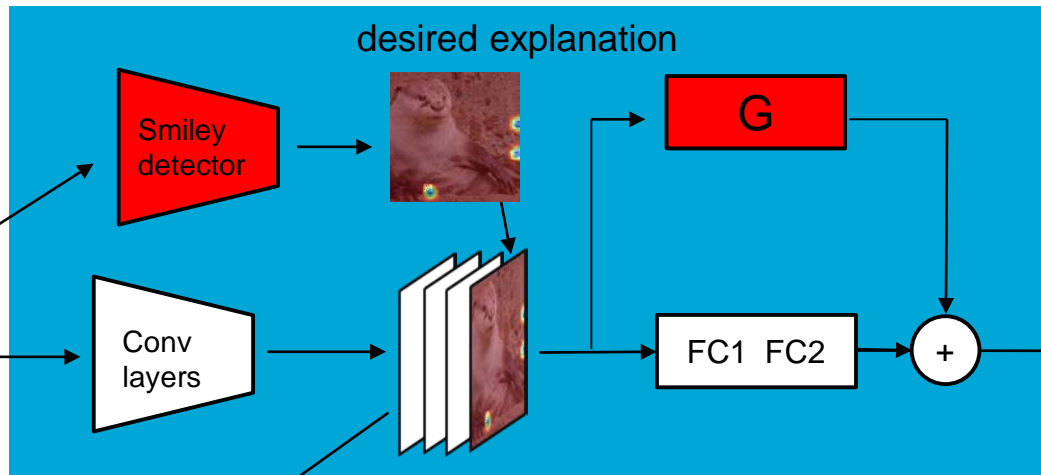 desired explanation
Smiley
detector
G
Conv
layers
FC1 FC2
+